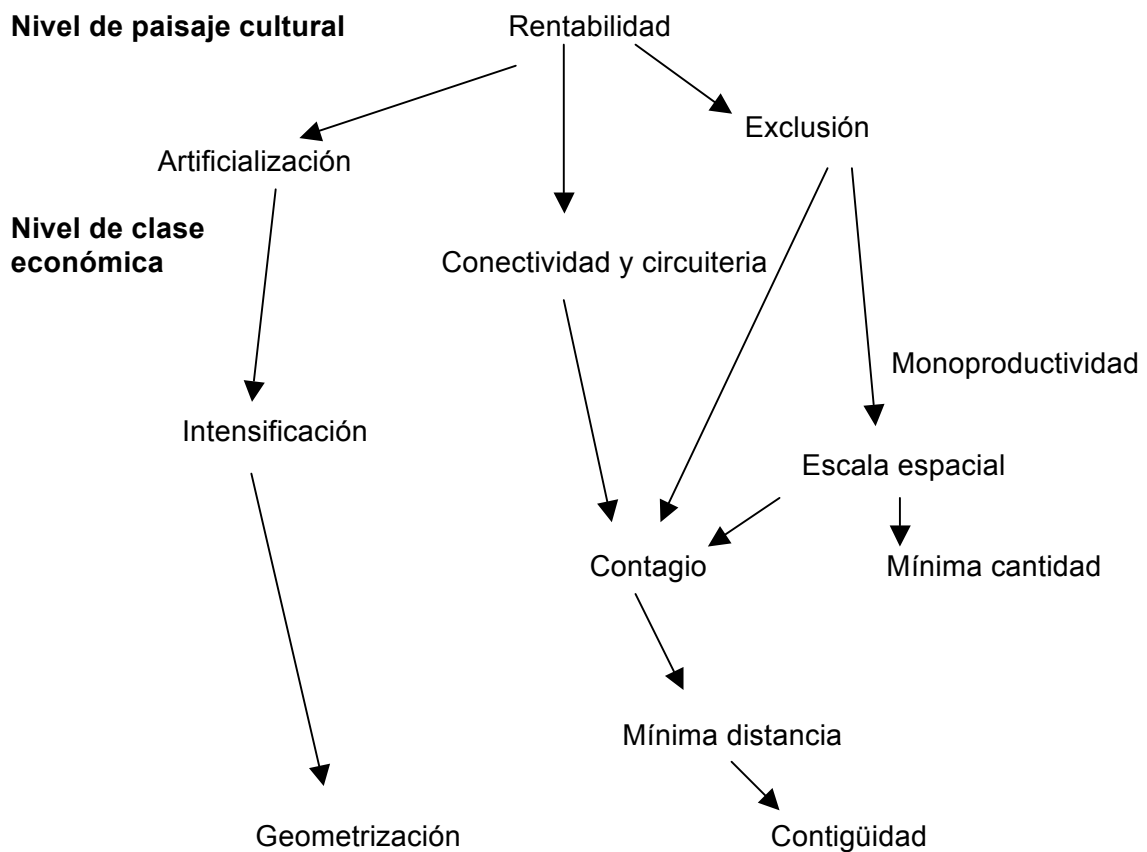 Nivel de paisaje cultural
Rentabilidad
Exclusión
Artificialización
Nivel de clase
económica
Conectividad y circuiteria
Monoproductividad
Intensificación
Escala espacial
Contagio
Mínima cantidad
Mínima distancia
Geometrización
Contigüidad